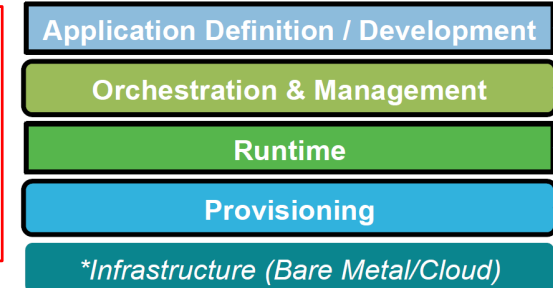 Application Definition / Development
Orchestration & Management
Runtime
Provisioning
*Infrastructure (Bare Metal/Cloud)